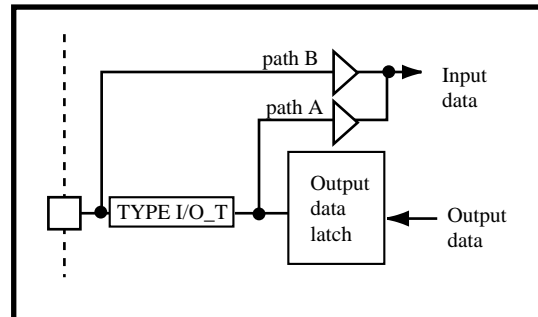 path B
Input
data
path A
TYPE I/O_T
Output
data
latch
Output
data